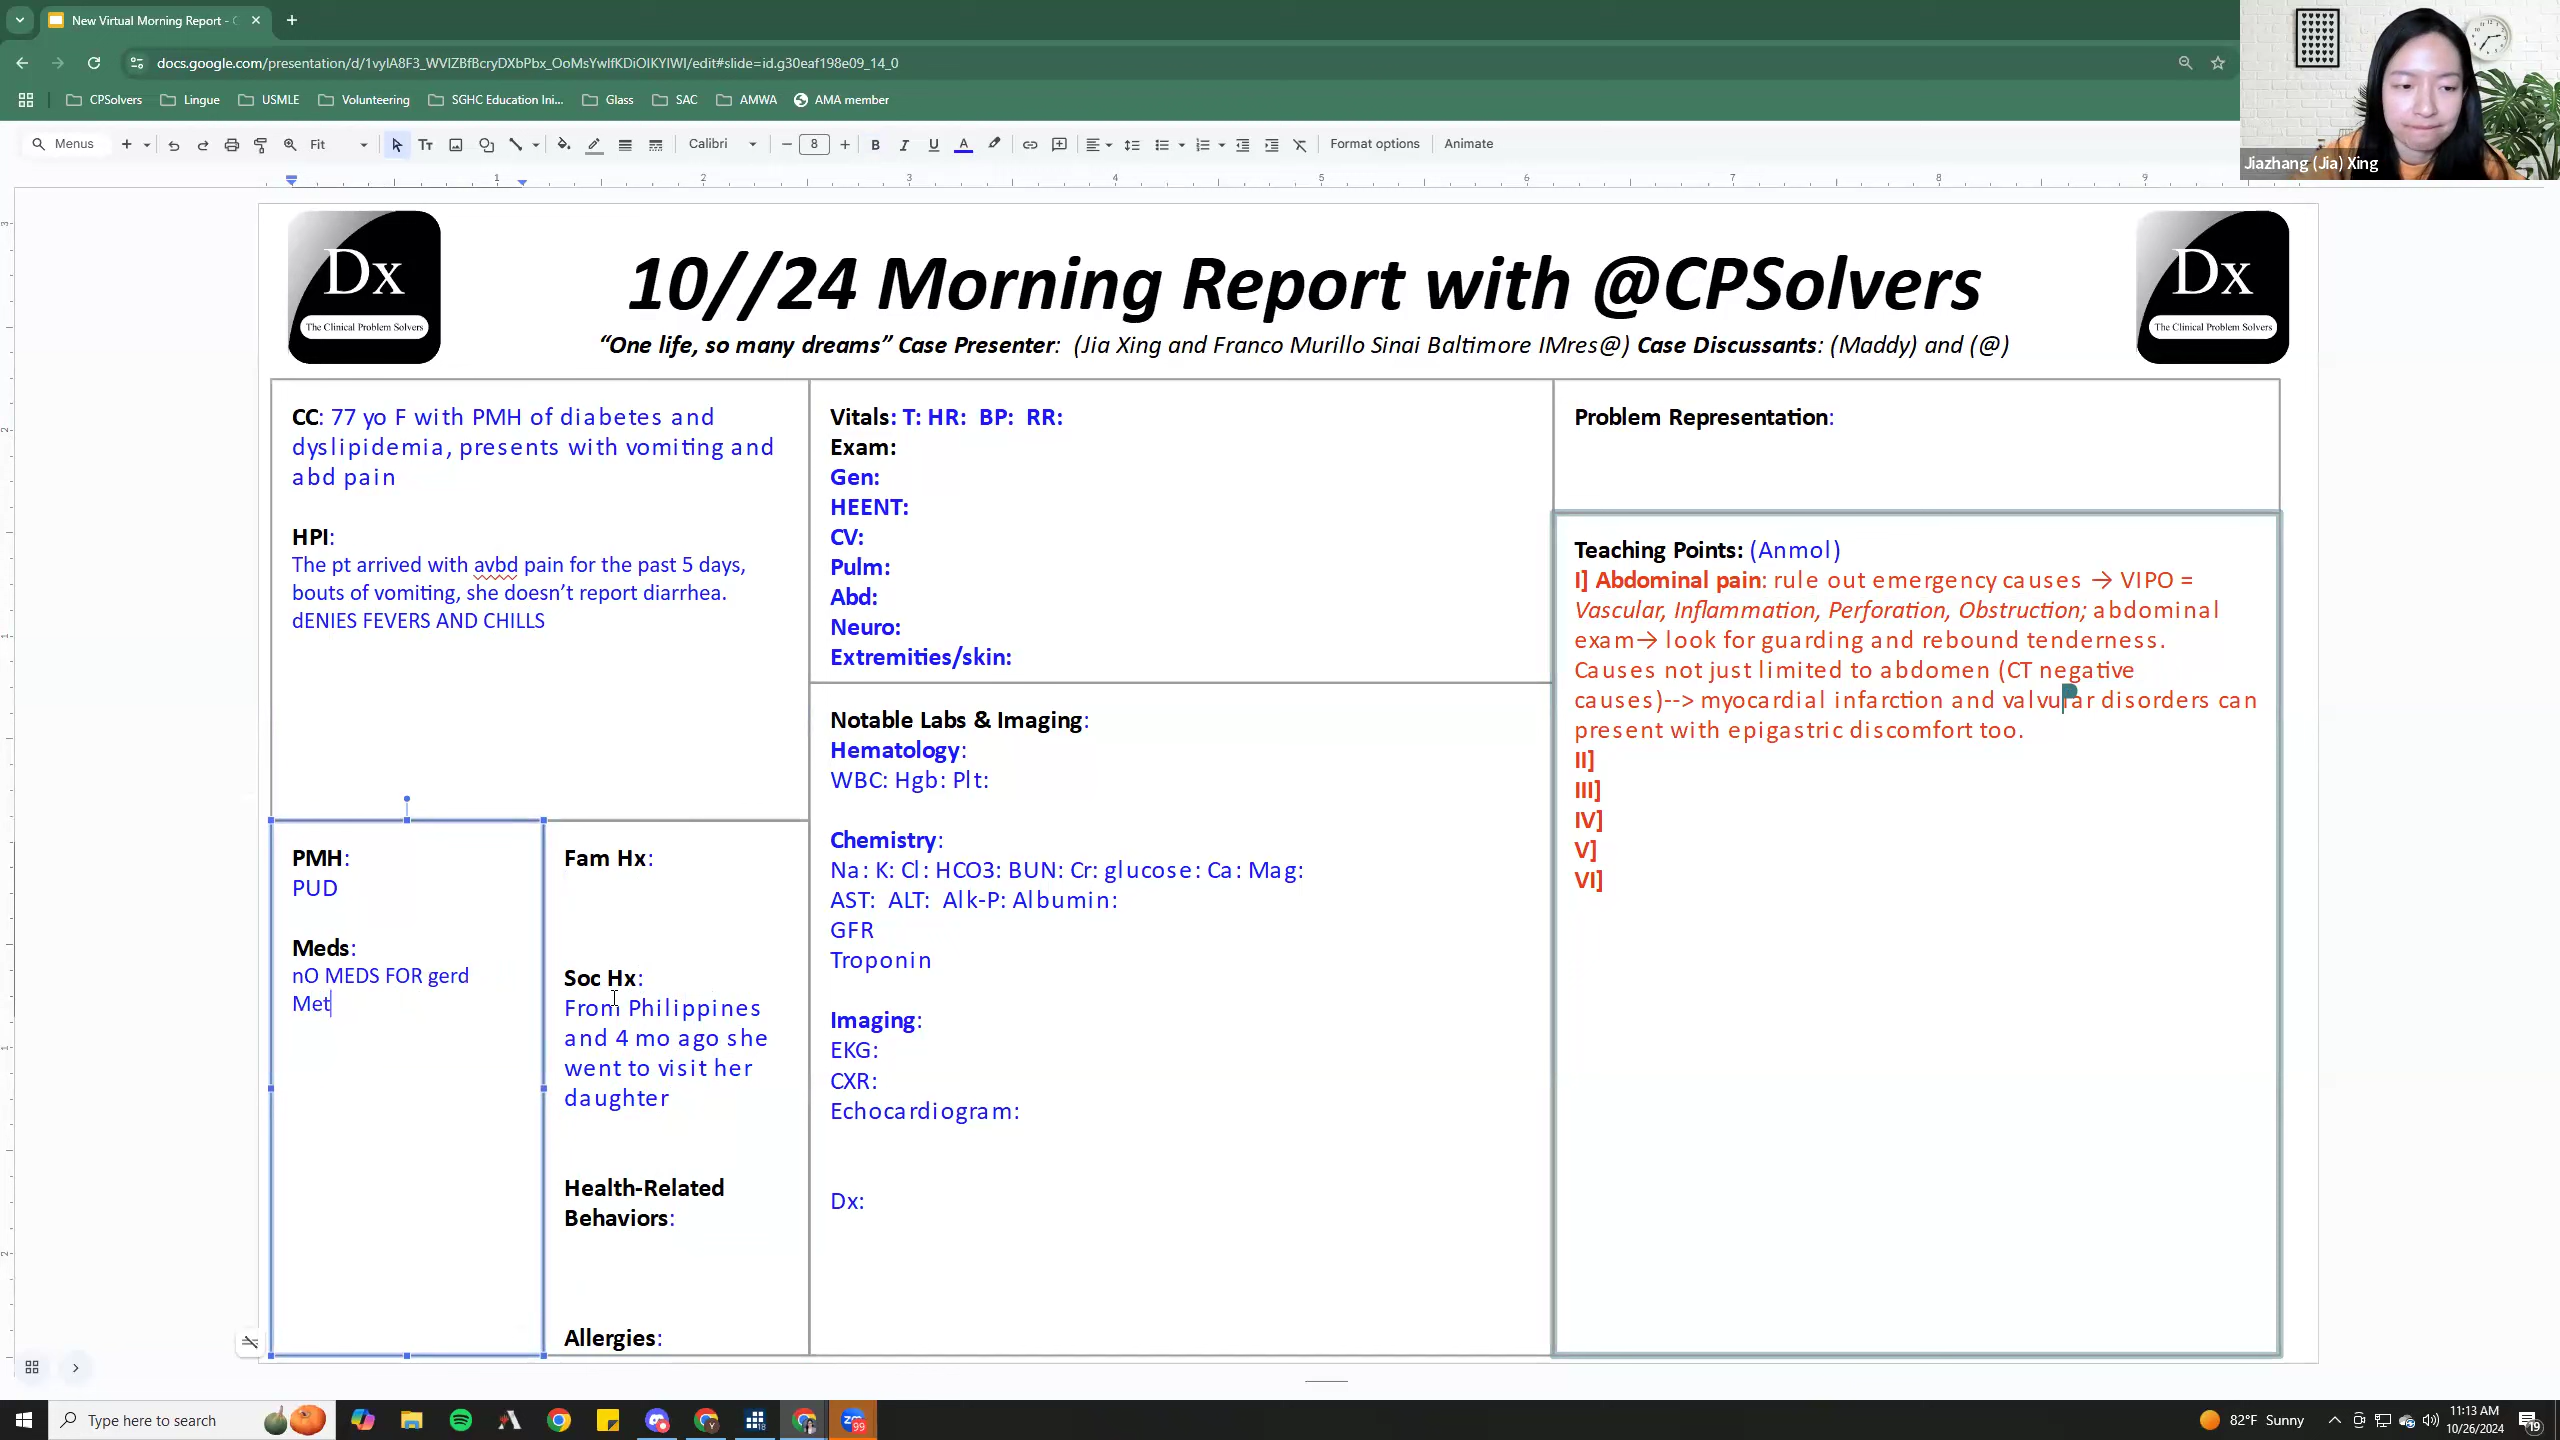 New Virtual Morning Report - C
docs.google.com/presentation/d/1vylA8F3_WVlZBfBcryDXbPbx_OoMsYwlfKDiOlKYlWI/edit#slide=id.g30eaf198e09_14_0
CPSolvers Lingue USMLE Volunteering SGHC Education Ini... Glass SAC AMWA AMA member
Menus Fit Calibri 8 B I U A Format options Animate
Jiazhang (Jia) Xing
1 2 3 4 5 6 7 8 9
Dx
The Clinical Problem Solvers
10//24 Morning Report with @CPSolvers
“One life, so many dreams” Case Presenter: (Jia Xing and Franco Murillo Sinai Baltimore IMres@) Case Discussants: (Maddy) and (@)
Dx
The Clinical Problem Solvers
CC: 77 yo F with PMH of diabetes and
dyslipidemia, presents with vomiting and
abd pain
HPI:
The pt arrived with avbd pain for the past 5 days,
bouts of vomiting, she doesn’t report diarrhea.
dENIES FEVERS AND CHILLS
PMH:
PUD
Meds:
nO MEDS FOR gerd
Met
Fam Hx:
Soc Hx:
From Philippines
and 4 mo ago she
went to visit her
daughter
Health-Related
Behaviors:
Allergies:
Vitals: T: HR: BP: RR:
Exam:
Gen:
HEENT:
CV:
Pulm:
Abd:
Neuro:
Extremities/skin:
Notable Labs & Imaging:
Hematology:
WBC: Hgb: Plt:
Chemistry:
Na: K: Cl: HCO3: BUN: Cr: glucose: Ca: Mag:
AST: ALT: Alk-P: Albumin:
GFR
Troponin
Imaging:
EKG:
CXR:
Echocardiogram:
Dx:
Problem Representation:
Teaching Points: (Anmol)
I] Abdominal pain: rule out emergency causes → VIPO =
Vascular, Inflammation, Perforation, Obstruction; abdominal
exam→ look for guarding and rebound tenderness.
Causes not just limited to abdomen (CT negative
causes)--> myocardial infarction and valvular disorders can
present with epigastric discomfort too.
II]
III]
IV]
V]
VI]
Type here to search
99
82°F Sunny
11:13 AM
10/26/2024
19